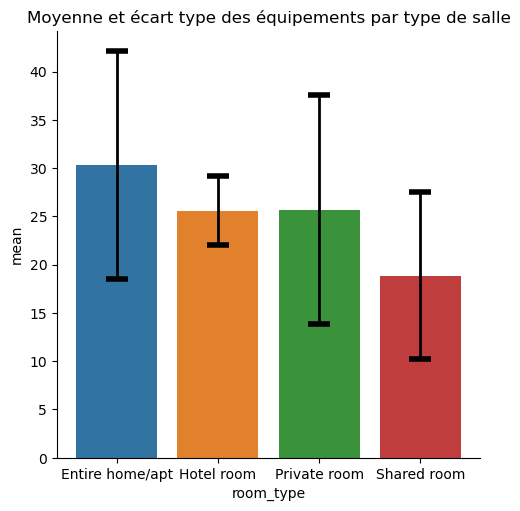 Moyenne et écart type des équipements par type de salle
mean
40
35
30
25
20
15
10
5
0
Entire home/apt Hotel room Private room Shared room
room_type